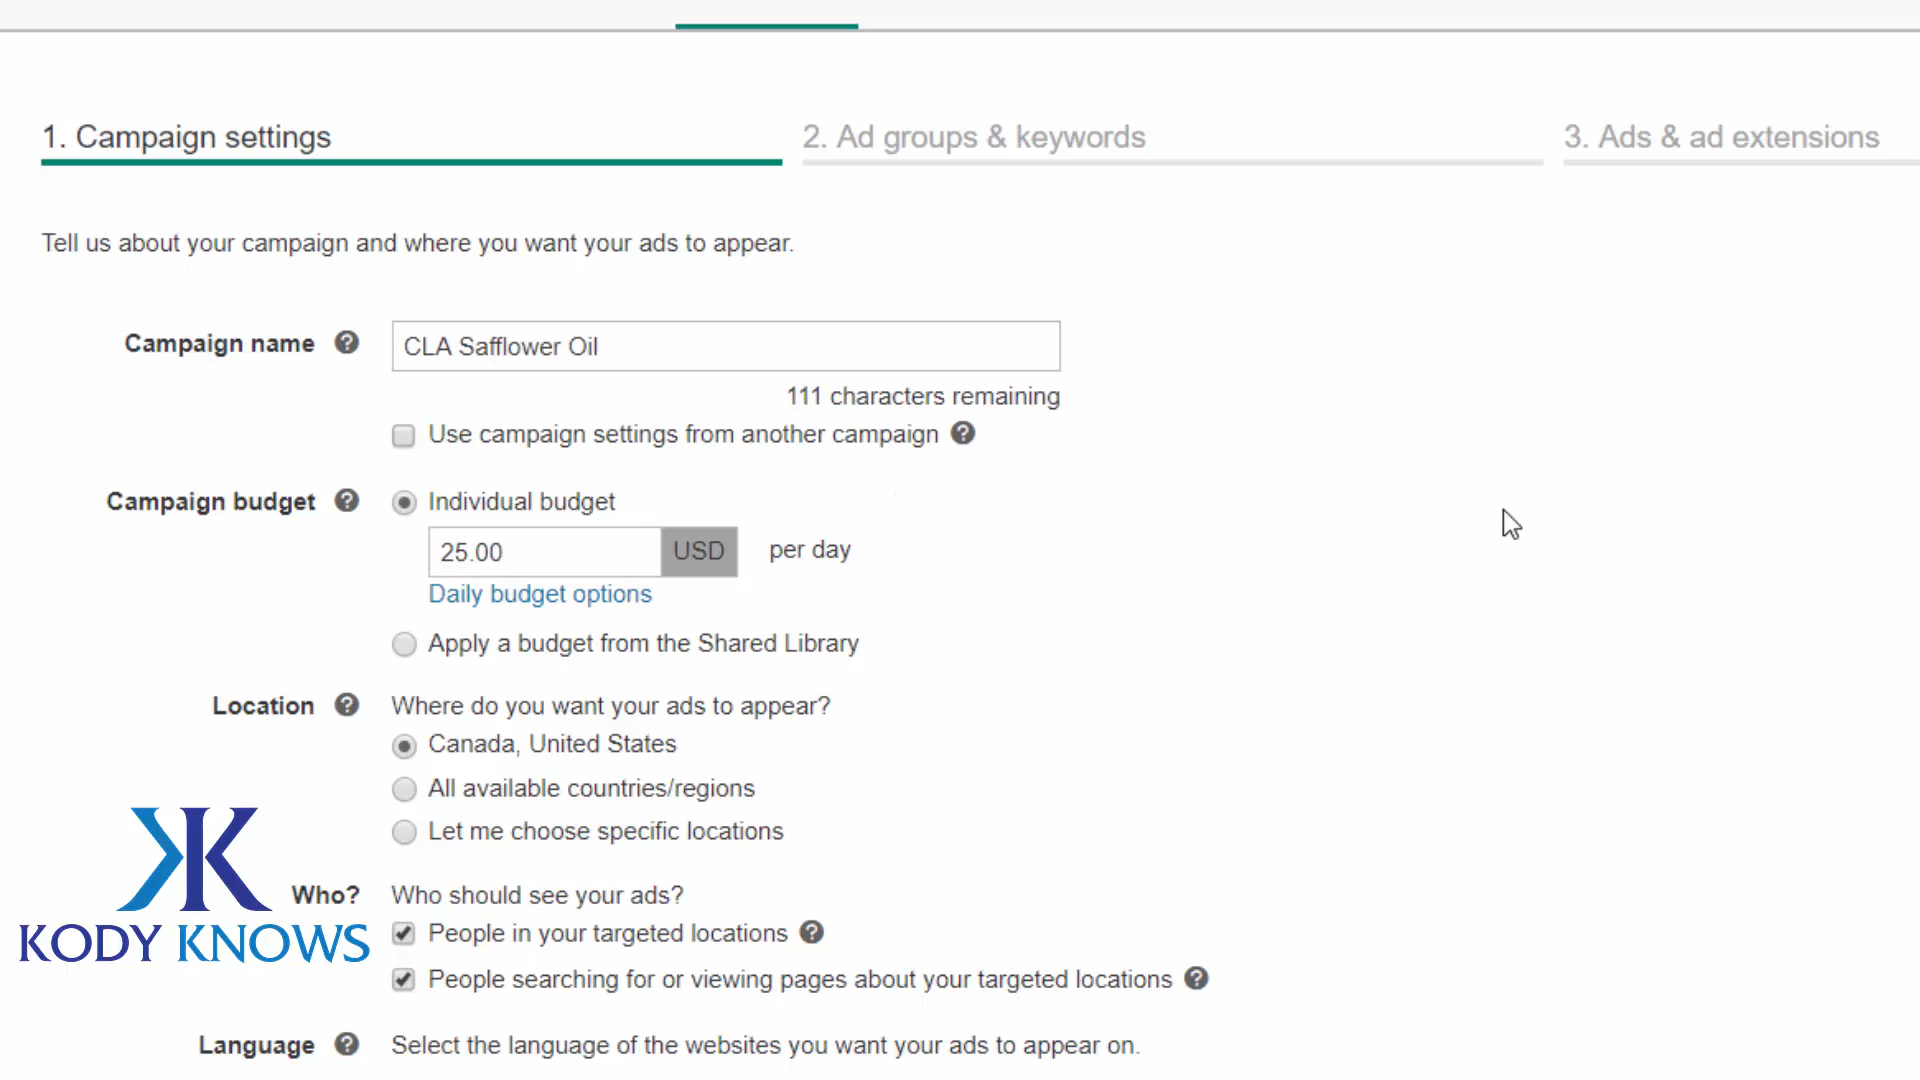 1. Campaign settings
2. Ad groups & keywords
3. Ads & ad extensions
Tell us about your campaign and where you want your ads to appear.
Campaign name
CLA Safflower Oil
111 characters remaining
Use campaign settings from another campaign
Campaign budget
Individual budget
25.00 USD per day
Daily budget options
Apply a budget from the Shared Library
Location
Where do you want your ads to appear?
Canada, United States
All available countries/regions
Let me choose specific locations
Who?
Who should see your ads?
People in your targeted locations
People searching for or viewing pages about your targeted locations
KODY KNOWS
Language
Select the language of the websites you want your ads to appear on.